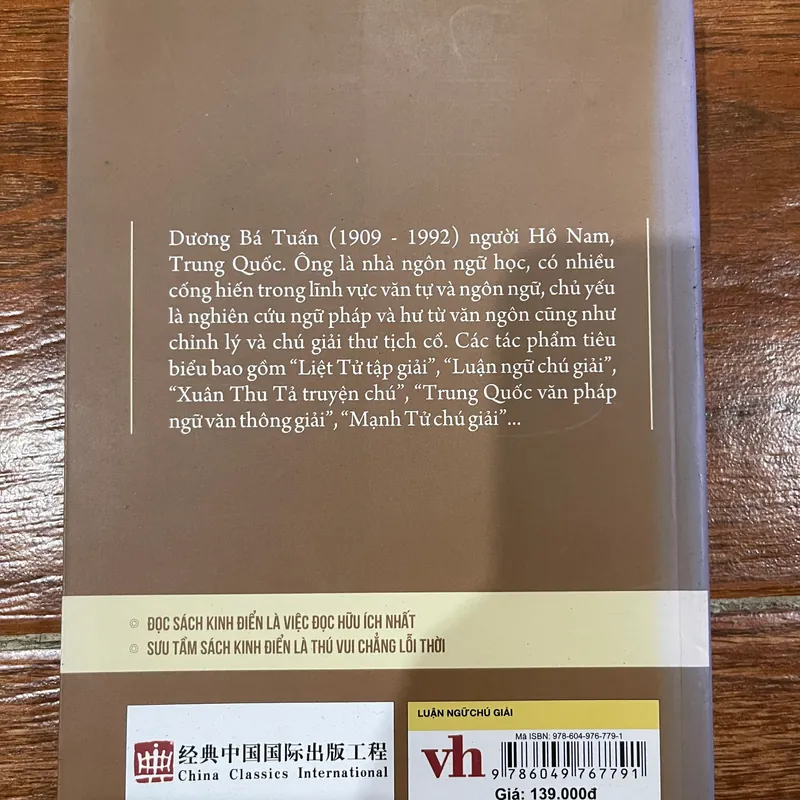 Dương Bá Tuấn (1909 - 1992) người Hồ Nam,
Trung Quốc. Ông là nhà ngôn ngữ học, có nhiều
cống hiến trong lĩnh vực văn tự và ngôn ngữ, chủ yếu
là nghiên cứu ngữ pháp và hư từ văn ngôn cũng như
chỉnh lý và chú giải thư tịch cổ. Các tác phẩm tiêu
biểu bao gồm “Liệt Tử tập giải”, “Luận ngữ chú giải”,
“Xuân Thu Tả truyện chú”, “Trung Quốc văn pháp
ngữ văn thông giải”, “Mạnh Tử chú giải”...
ĐỌC SÁCH KINH ĐIỂN LÀ VIỆC ĐỌC HỮU ÍCH NHẤT
SƯU TẦM SÁCH KINH ĐIỂN LÀ THÚ VUI CHẲNG LỖI THỜI
经典中国国际出版工程
China Classics International
LUẬN NGỮ CHÚ GIẢI
Mã ISBN: 978-604-976-779-1
vh
9 786049 767791
Giá: 139.000đ